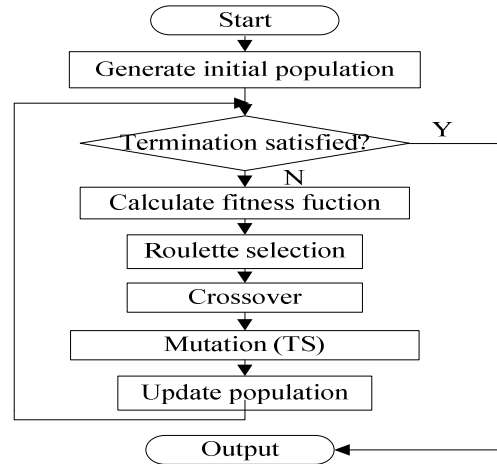 Start
Generate initial population
Termination satisfied?
Y
N
Calculate fitness fuction
Roulette selection
Crossover
Mutation (TS)
Update population
Output